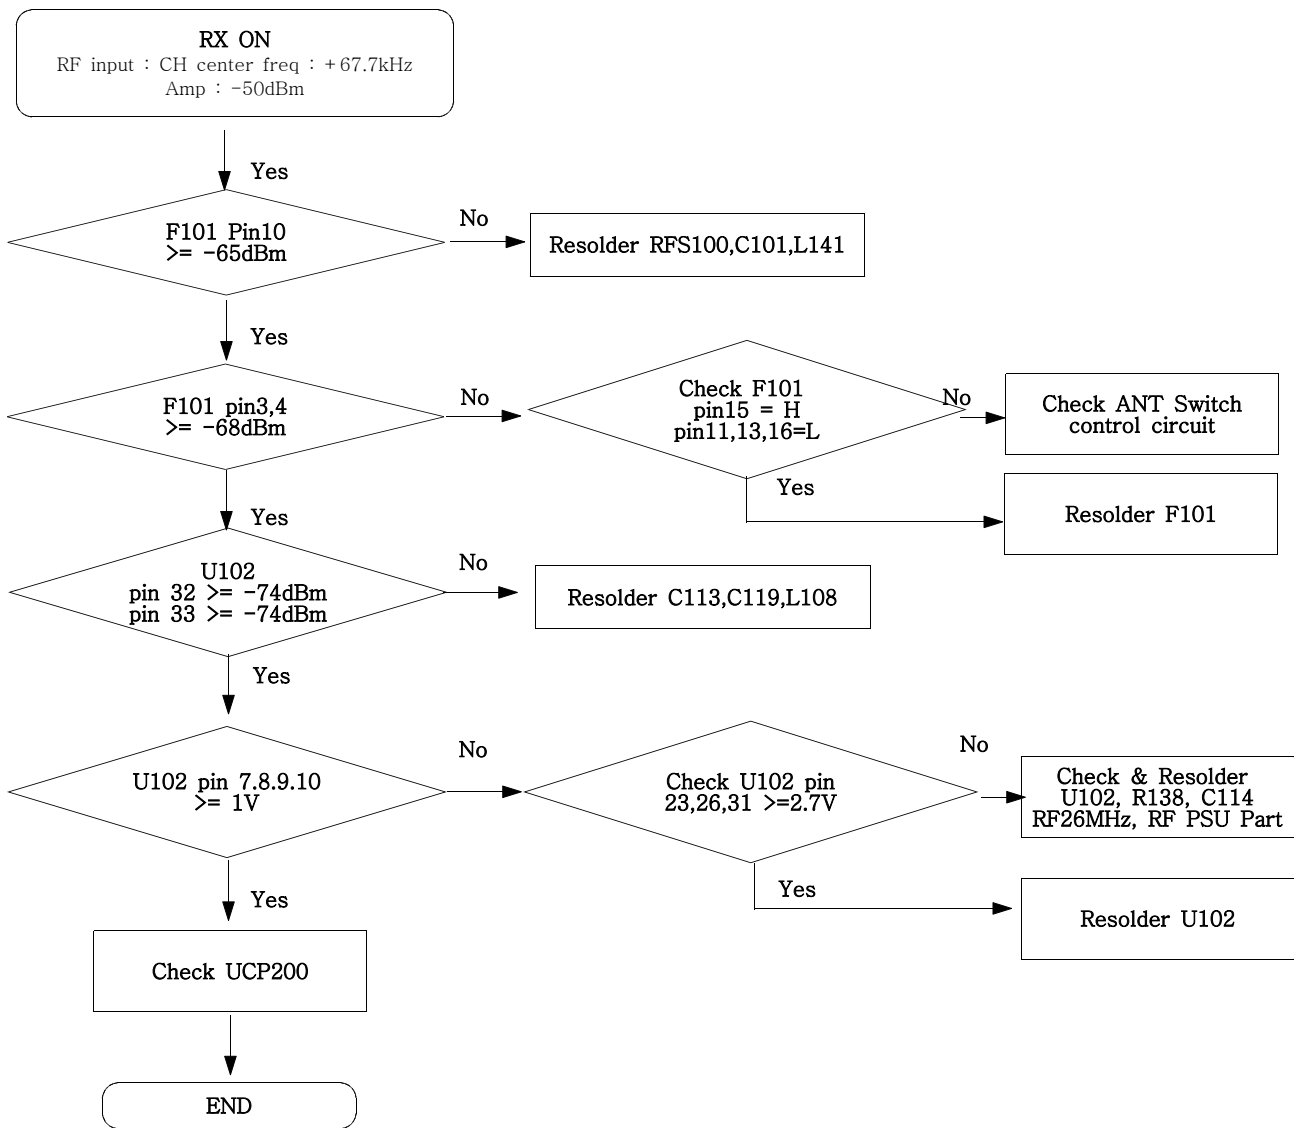 RX ON
RF input : CH center freq : +67.7kHz
Amp : -50dBm
Yes
F101 Pin10
>= -65dBm
No
Resolder RFS100,C101,L141
Yes
F101 pin3,4
>= -68dBm
No
Check F101
pin15 = H
pin11,13,16=L
No
Check ANT Switch
control circuit
Yes
Resolder F101
Yes
U102
pin 32 >= -74dBm
pin 33 >= -74dBm
No
Resolder C113,C119,L108
Yes
U102 pin 7.8.9.10
>= 1V
No
Check U102 pin
23,26,31 >=2.7V
No
Check & Resolder
U102, R138, C114
RF26MHz, RF PSU Part
Yes
Resolder U102
Yes
Check UCP200
END